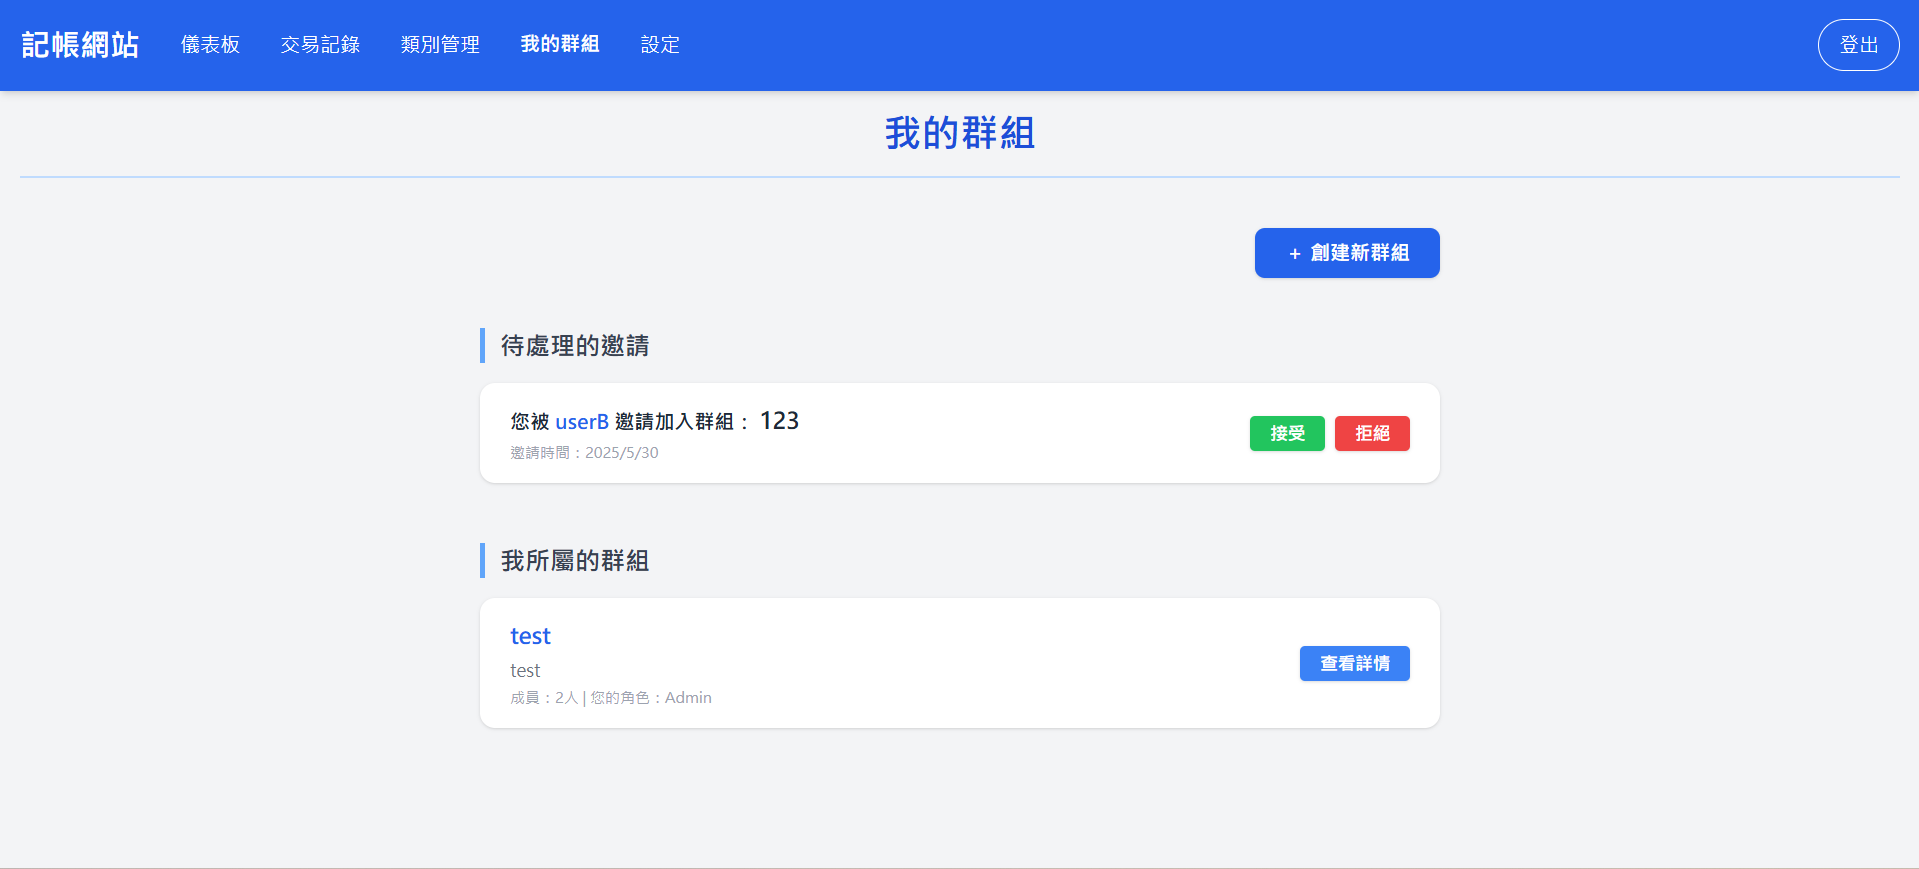 記帳網站 儀表板 交易記錄 類別管理 我的群組 設定 登出
我的群組
+ 創建新群組
待處理的邀請
您被 userB 邀請加入群組： 123
邀請時間：2025/5/30
接受 拒絕
我所屬的群組
test
test
成員：2人 | 您的角色：Admin
查看詳情